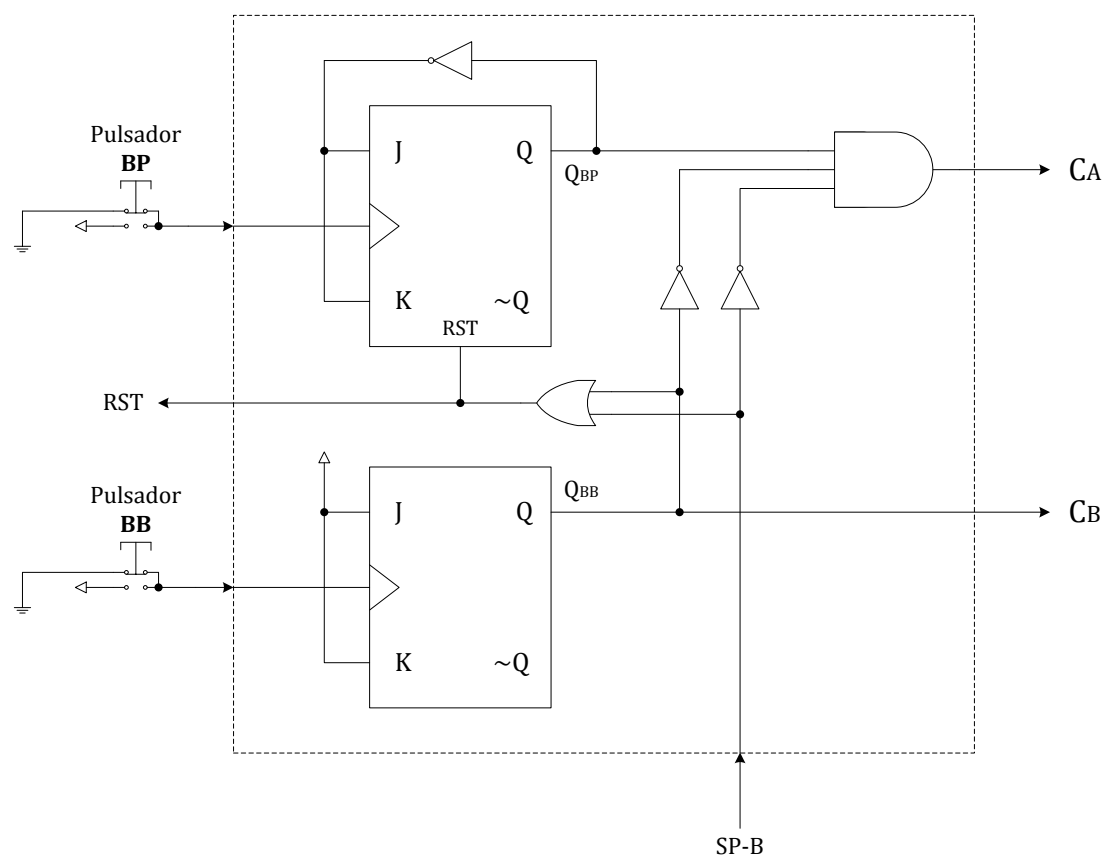 Pulsador
BP
J
Q
QBP
CA
K
~Q
RST
RST
Pulsador
BB
J
Q
QBB
CB
K
~Q
SP-B